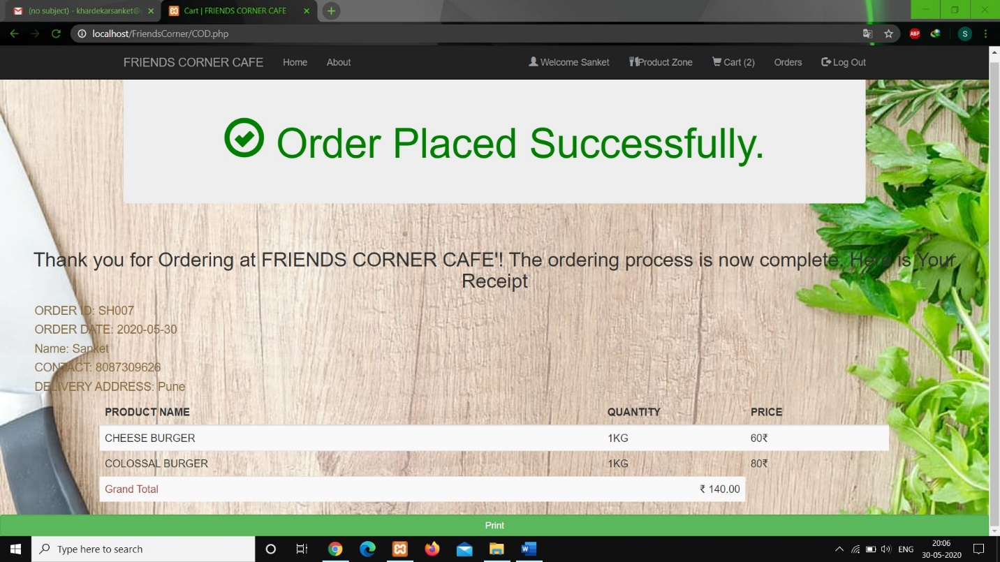 (no subject) - khardekarsanket@
Cart | FRIENDS CORNER CAFE
localhost/FriendsCorner/COD.php
ABP
S
FRIENDS CORNER CAFE Home About Welcome Sanket Product Zone Cart (2) Orders Log Out
Order Placed Successfully.
Thank you for Ordering at FRIENDS CORNER CAFE'! The ordering process is now complete. Here is Your
Receipt
ORDER ID: SH007
ORDER DATE: 2020-05-30
Name: Sanket
CONTACT: 8087309626
DELIVERY ADDRESS: Pune
PRODUCT NAME QUANTITY PRICE
CHEESE BURGER 1KG 60₹
COLOSSAL BURGER 1KG 80₹
Grand Total ₹ 140.00
Print
Type here to search
ENG
20:06
30-05-2020